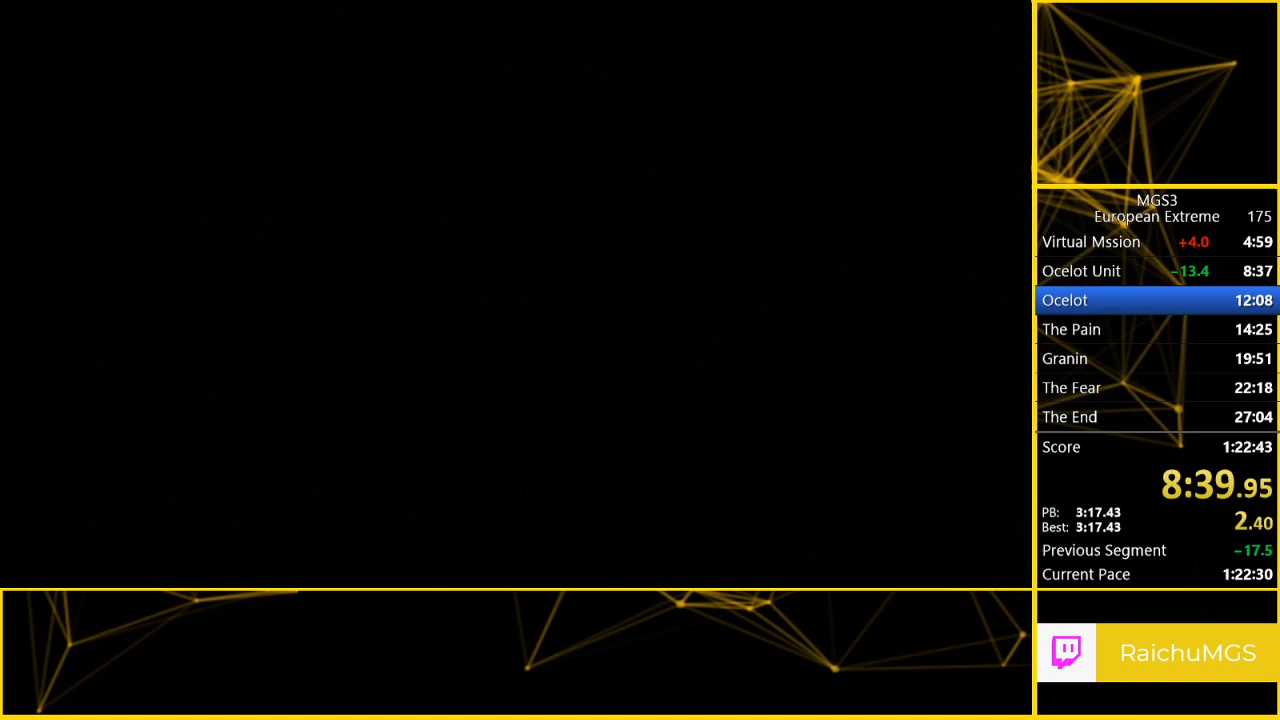 MGS3
European Extreme 175
Virtual Mssion +4.0 4:59
Ocelot Unit -13.4 8:37
Ocelot 12:08
The Pain 14:25
Granin 19:51
The Fear 22:18
The End 27:04
Score 1:22:43
8:39.95
PB: 3:17.43
2.40
Best: 3:17.43
Previous Segment -17.5
Current Pace 1:22:30
RaichuMGS